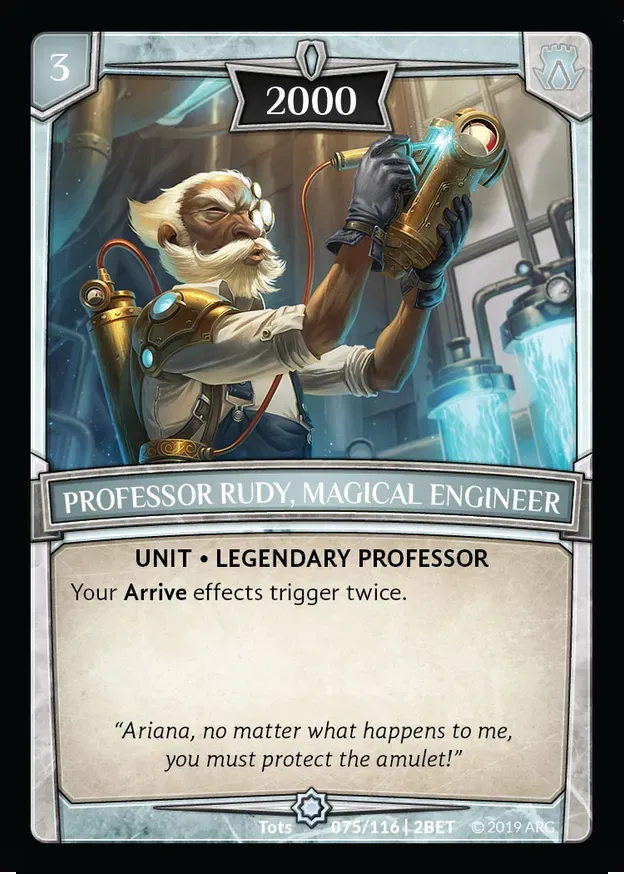 3
2000
PROFESSOR RUDY, MAGICAL ENGINEER
UNIT • LEGENDARY PROFESSOR
Your Arrive effects trigger twice.
“Ariana, no matter what happens to me,
you must protect the amulet!”
Tots 075/116 | 2BET © 2019 ARG